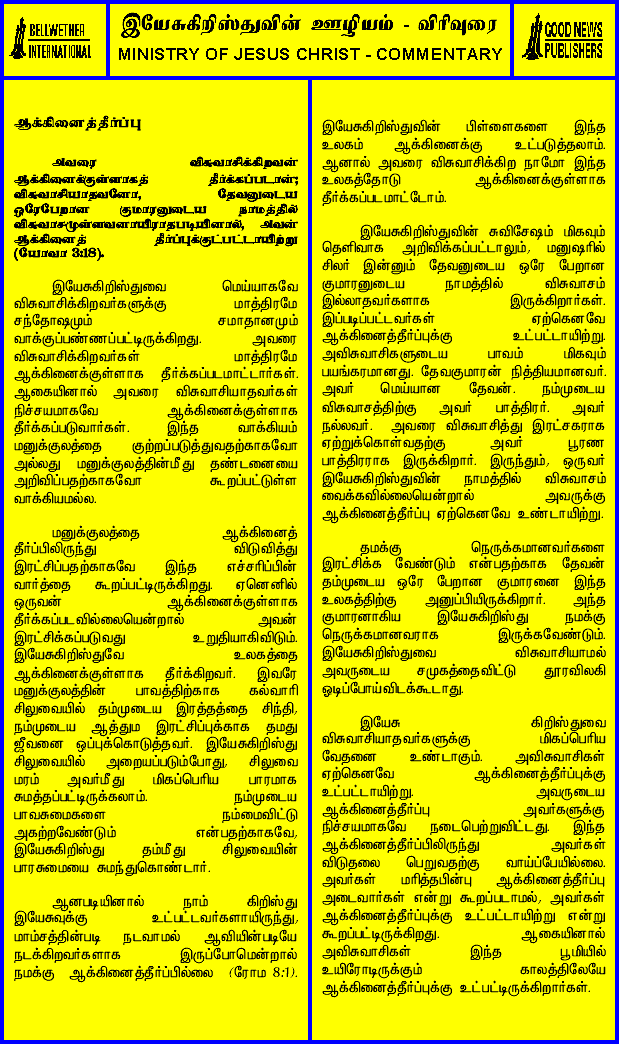 BELLWETHER
INTERNATIONAL
இயேசுகிறிஸ்துவின் ஊழியம் - விரிவுரை
MINISTRY OF JESUS CHRIST - COMMENTARY
GOOD NEWS
PUBLISHERS
ஆக்கினைத்தீர்ப்பு
அவரை விசுவாசிக்கிறவன்
ஆக்கினைக்குள்ளாகத் தீர்க்கப்படான்;
விசுவாசியாதவனோ, தேவனுடைய
ஒரேபேறான குமாரனுடைய நாமத்தில்
விசுவாசமுள்ளவனாயிராதபடியினால், அவன்
ஆக்கினைத் தீர்ப்புக்குட்பட்டாயிற்று
(யோவா 3:18).
இயேசுகிறிஸ்துவை மெய்யாகவே
விசுவாசிக்கிறவர்களுக்கு மாத்திரமே
சந்தோஷமும் சமாதானமும்
வாக்குப்பண்ணப்பட்டிருக்கிறது. அவரை
விசுவாசிக்கிறவர்கள் மாத்திரமே
ஆக்கினைக்குள்ளாக தீர்க்கப்படமாட்டார்கள்.
ஆகையினால் அவரை விசுவாசியாதவர்கள்
நிச்சயமாகவே ஆக்கினைக்குள்ளாக
தீர்க்கப்படுவார்கள். இந்த வாக்கியம்
மனுக்குலத்தை குற்றப்படுத்துவதற்காகவோ
அல்லது மனுக்குலத்தின்மீது தண்டனையை
அறிவிப்பதற்காகவோ கூறப்பட்டுள்ள
வாக்கியமல்ல.
மனுக்குலத்தை ஆக்கினைத்
தீர்ப்பிலிருந்து விடுவித்து
இரட்சிப்பதற்காகவே இந்த எச்சரிப்பின்
வார்த்தை கூறப்பட்டிருக்கிறது. ஏனெனில்
ஒருவன் ஆக்கினைக்குள்ளாக
தீர்க்கப்படவில்லையென்றால் அவன்
இரட்சிக்கப்படுவது உறுதியாகிவிடும்.
இயேசுகிறிஸ்துவே உலகத்தை
ஆக்கினைக்குள்ளாக தீர்க்கிறவர். இவரே
மனுக்குலத்தின் பாவத்திற்காக கல்வாரி
சிலுவையில் தம்முடைய இரத்தத்தை சிந்தி,
நம்முடைய ஆத்தும இரட்சிப்புக்காக தமது
ஜீவனை ஒப்புக்கொடுத்தவர். இயேசுகிறிஸ்து
சிலுவையில் அறையப்படும்போது, சிலுவை
மரம் அவர்மீது மிகப்பெரிய பாரமாக
சுமத்தப்பட்டிருக்கலாம். நம்முடைய
பாவசுமைகளை நம்மைவிட்டு
அகற்றவேண்டும் என்பதற்காகவே,
இயேசுகிறிஸ்து தம்மீது சிலுவையின்
பாரசுமையை சுமந்துகொண்டார்.
ஆனபடியினால் நாம் கிறிஸ்து
இயேசுவுக்கு உட்பட்டவர்களாயிருந்து,
மாம்சத்தின்படி நடவாமல் ஆவியின்படியே
நடக்கிறவர்களாக இருப்போமென்றால்
நமக்கு ஆக்கினைத்தீர்ப்பில்லை (ரோம 8:1).
இயேசுகிறிஸ்துவின் பிள்ளைகளை இந்த
உலகம் ஆக்கினைக்கு உட்படுத்தலாம்.
ஆனால் அவரை விசுவாசிக்கிற நாமோ இந்த
உலகத்தோடு ஆக்கினைக்குள்ளாக
தீர்க்கப்படமாட்டோம்.
இயேசுகிறிஸ்துவின் சுவிசேஷம் மிகவும்
தெளிவாக அறிவிக்கப்பட்டாலும், மனுஷரில்
சிலர் இன்னும் தேவனுடைய ஒரே பேறான
குமாரனுடைய நாமத்தில் விசுவாசம்
இல்லாதவர்களாக இருக்கிறார்கள்.
இப்படிப்பட்டவர்கள் ஏற்கெனவே
ஆக்கினைத்தீர்ப்புக்கு உட்பட்டாயிற்று.
அவிசுவாசிகளுடைய பாவம் மிகவும்
பயங்கரமானது. தேவகுமாரன் நித்தியமானவர்.
அவர் மெய்யான தேவன். நம்முடைய
விசுவாசத்திற்கு அவர் பாத்திரர். அவர்
நல்லவர். அவரை விசுவாசித்து இரட்சகராக
ஏற்றுக்கொள்வதற்கு அவர் பூரண
பாத்திரராக இருக்கிறார். இருந்தும், ஒருவர்
இயேசுகிறிஸ்துவின் நாமத்தில் விசுவாசம்
வைக்கவில்லையென்றால் அவருக்கு
ஆக்கினைத்தீர்ப்பு ஏற்கெனவே உண்டாயிற்று.
தமக்கு நெருக்கமானவர்களை
இரட்சிக்க வேண்டும் என்பதற்காக தேவன்
தம்முடைய ஒரே பேறான குமாரனை இந்த
உலகத்திற்கு அனுப்பியிருக்கிறார். அந்த
குமாரனாகிய இயேசுகிறிஸ்து நமக்கு
நெருக்கமானவராக இருக்கவேண்டும்.
இயேசுகிறிஸ்துவை விசுவாசியாமல்
அவருடைய சமுகத்தைவிட்டு தூரவிலகி
ஓடிப்போய்விடக்கூடாது.
இயேசு கிறிஸ்துவை
விசுவாசியாதவர்களுக்கு மிகப்பெரிய
வேதனை உண்டாகும். அவிசுவாசிகள்
ஏற்கெனவே ஆக்கினைத்தீர்ப்புக்கு
உட்பட்டாயிற்று. அவருடைய
ஆக்கினைத்தீர்ப்பு அவர்களுக்கு
நிச்சயமாகவே நடைபெற்றுவிட்டது. இந்த
ஆக்கினைத்தீர்ப்பிலிருந்து அவர்கள்
விடுதலை பெறுவதற்கு வாய்ப்பேயில்லை.
அவர்கள் மரித்தபின்பு ஆக்கினைத்தீர்ப்பு
அடைவார்கள் என்று கூறப்படாமல், அவர்கள்
ஆக்கினைத்தீர்ப்புக்கு உட்பட்டாயிற்று என்று
கூறப்பட்டிருக்கிறது. ஆகையினால்
அவிசுவாசிகள் இந்த பூமியில்
உயிரோடிருக்கும் காலத்திலேயே
ஆக்கினைத்தீர்ப்புக்கு உட்பட்டிருக்கிறார்கள்.